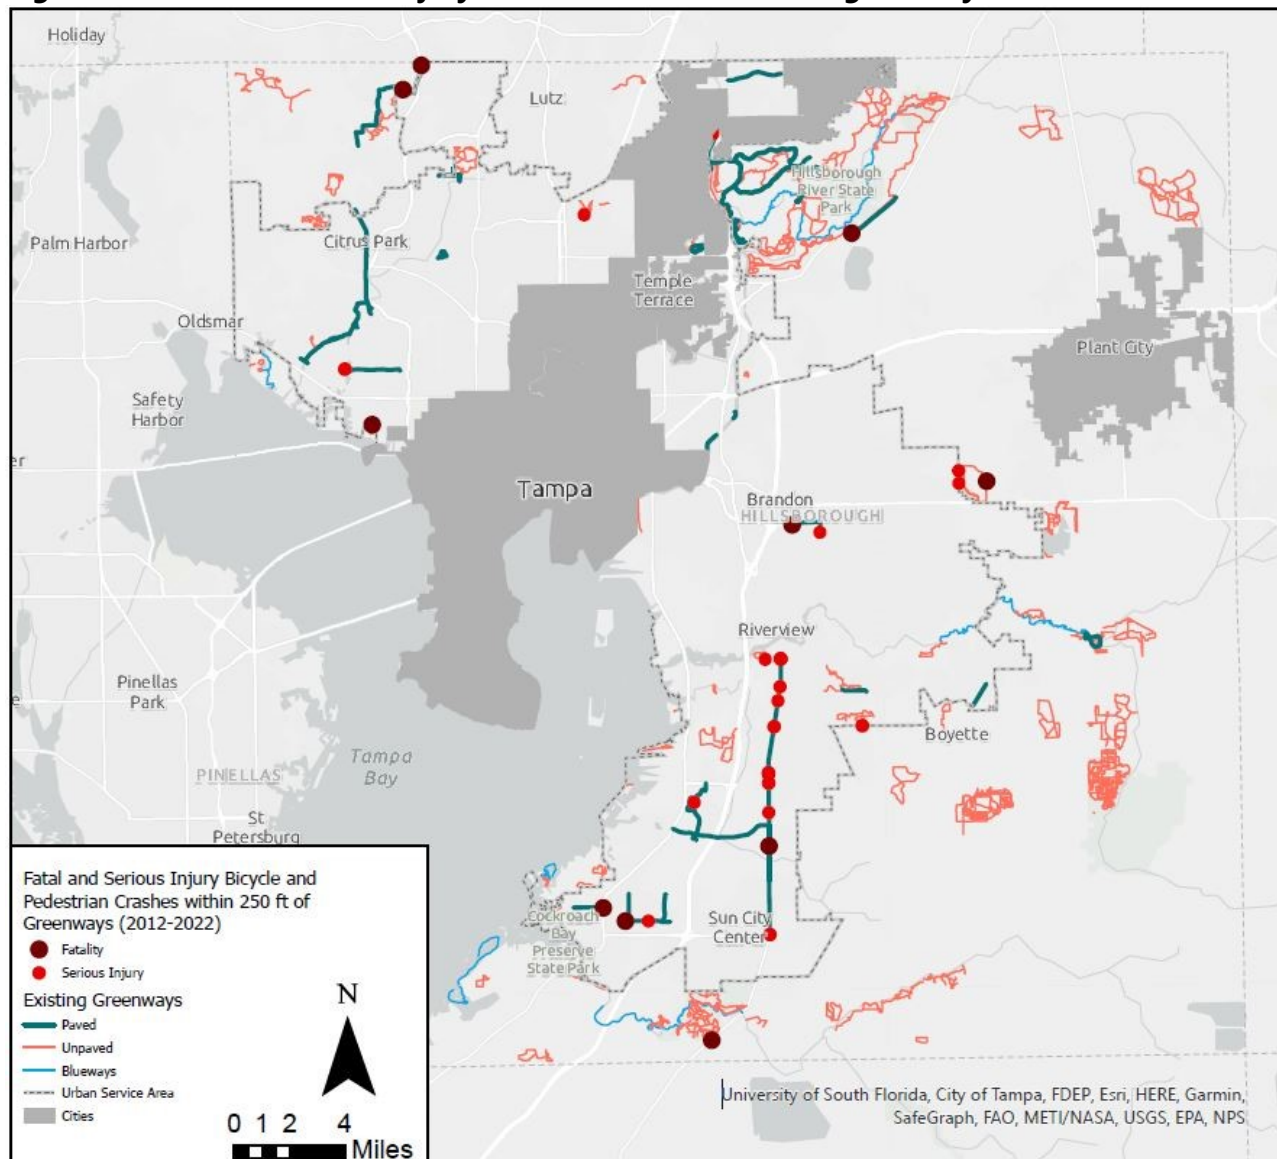 Holiday
Lutz
Hillsborough
River State
Park
Palm Harbor
Citrus Park
Temple
Terrace
Oldsmar
Plant City
Safety
Harbor
er
Tampa
Brandon
HILLSBOROUGH
Riverview
Pinellas
Park
e
Boyette
Tampa
Bay
PINELLAS
St
Petersburg
Fatal and Serious Injury Bicycle and
Pedestrian Crashes within 250 ft of
Greenways (2012-2022)
Fatality
Serious Injury
Existing Greenways
Paved
Unpaved
Blueways
Urban Service Area
Cities
N
0 1 2 4
Miles
Cockroach
Bay
Preserve
State Park
Sun City
Center
University of South Florida, City of Tampa, FDEP, Esri, HERE, Garmin,
SafeGraph, FAO, METI/NASA, USGS, EPA, NPS